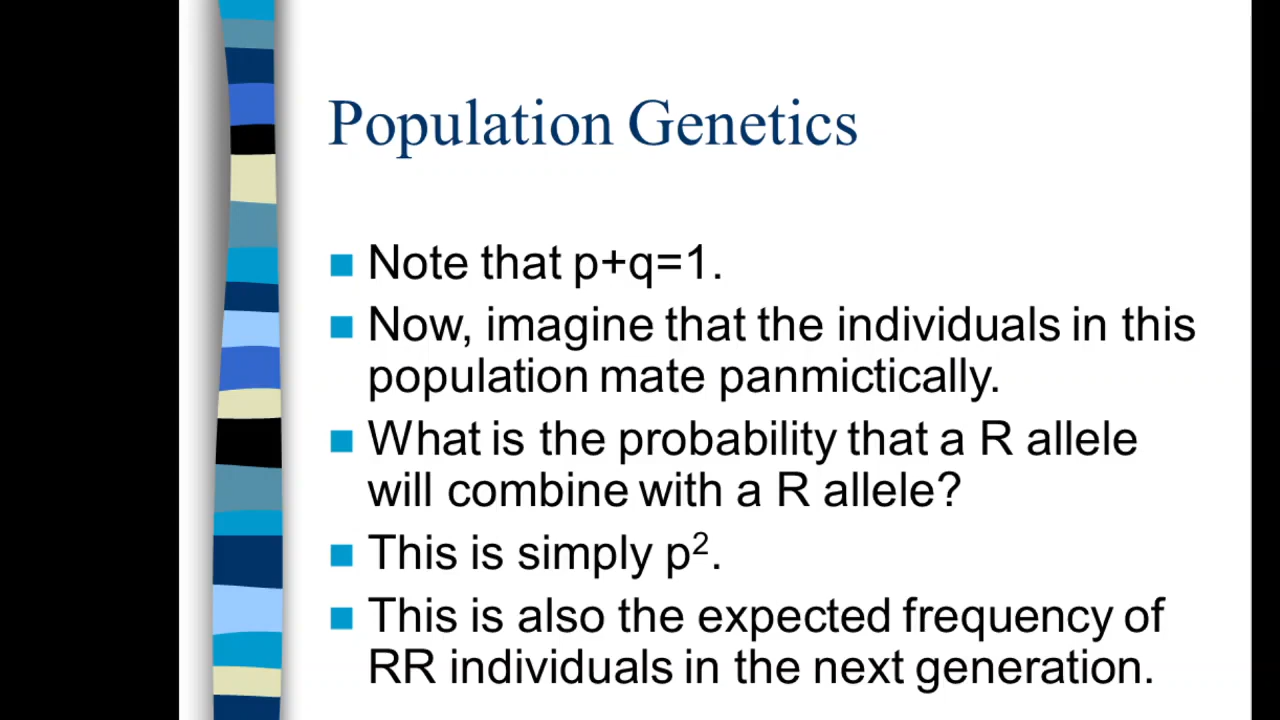 Population Genetics
Note that p+q=1.
Now, imagine that the individuals in this
population mate panmictically.
What is the probability that a R allele
will combine with a R allele?
This is simply p².
This is also the expected frequency of
RR individuals in the next generation.